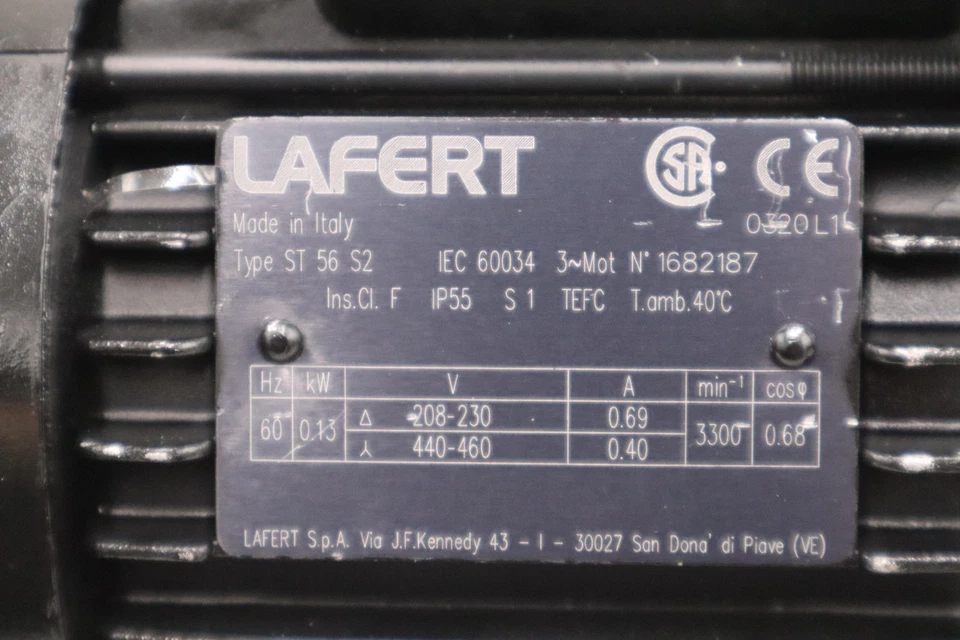 LAFERT CSA CE
Made in Italy 0320L1
Type ST 56 S2 IEC 60034 3~Mot N° 1682187
Ins.Cl. F IP55 S 1 TEFC T.amb.40°C
Hz kW V A min⁻¹ cosφ
60 0.13 Δ 208-230 0.69 3300 0.68
⅄ 440-460 0.40
LAFERT S.p.A. Via J.F.Kennedy 43 - I - 30027 San Dona' di Piave (VE)